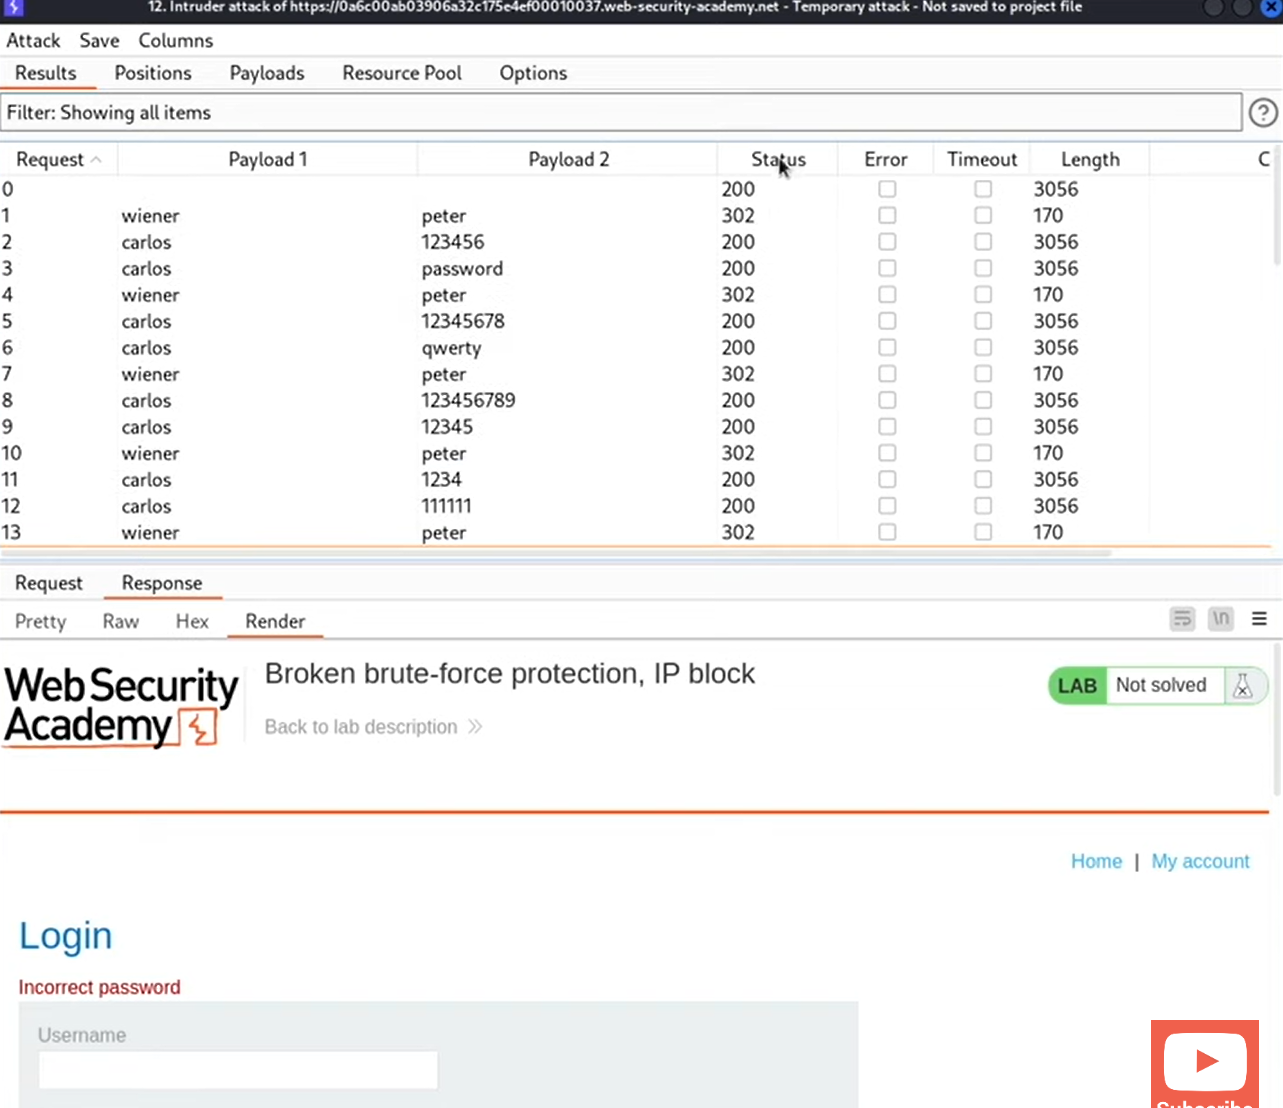 12. Intruder attack of https://0a6c00ab03906a32c175e4ef00010037.web-security-academy.net - Temporary attack - Not saved to project file
Attack Save Columns
Results Positions Payloads Resource Pool Options
Filter: Showing all items ?
Request Payload 1 Payload 2 Status Error Timeout Length C
0 200 3056
1 wiener peter 302 170
2 carlos 123456 200 3056
3 carlos password 200 3056
4 wiener peter 302 170
5 carlos 12345678 200 3056
6 carlos qwerty 200 3056
7 wiener peter 302 170
8 carlos 123456789 200 3056
9 carlos 12345 200 3056
10 wiener peter 302 170
11 carlos 1234 200 3056
12 carlos 111111 200 3056
13 wiener peter 302 170
Request Response
Pretty Raw Hex Render \n
Web Security
Academy
Broken brute-force protection, IP block
LAB Not solved
Back to lab description
Home | My account
Login
Incorrect password
Username
Subscribe